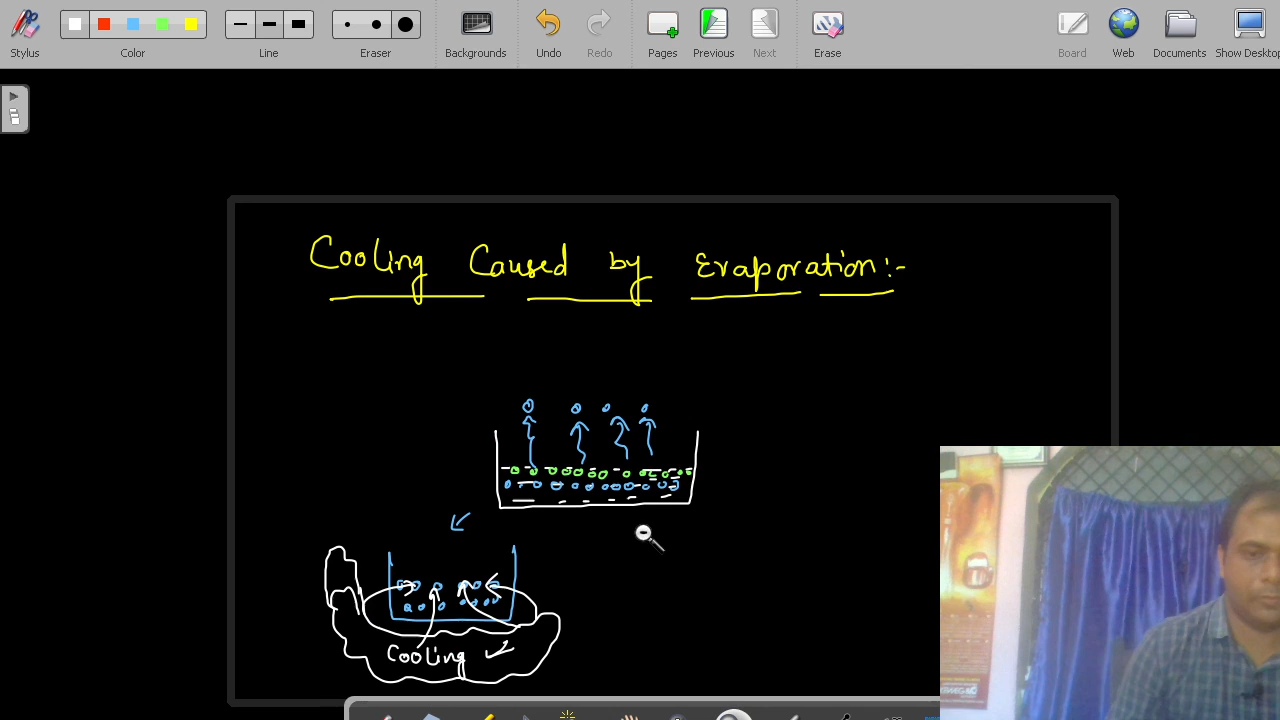 Stylus Color Line Eraser Backgrounds Undo Redo Pages Previous Next Erase Board Web Documents Show Deskto
Cooling Caused by Evaporation:-
Cooling